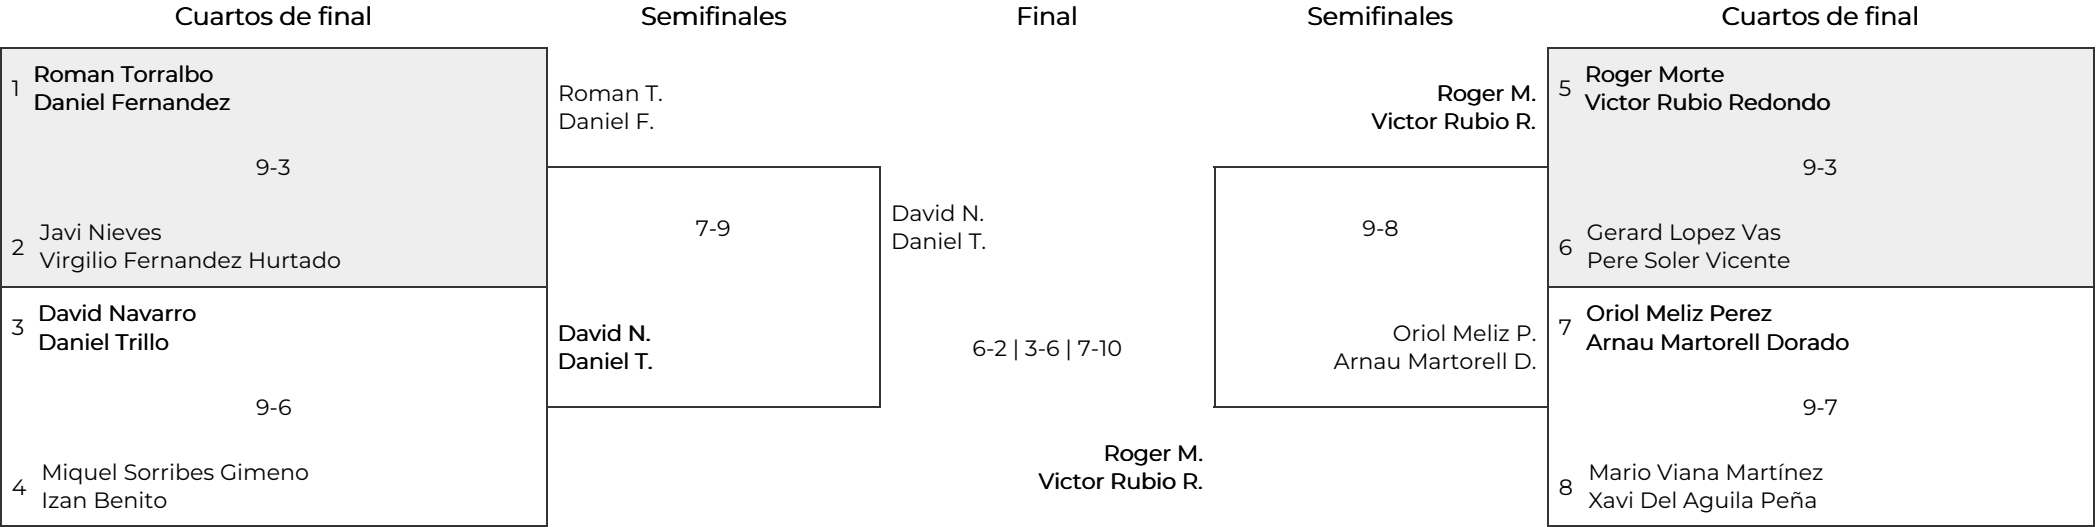 Cuartos de final
Semifinales
Final
Semifinales
Cuartos de final
1
Roman Torralbo
Daniel Fernandez
9-3
2
Javi Nieves
Virgilio Fernandez Hurtado
3
David Navarro
Daniel Trillo
9-6
4
Miquel Sorribes Gimeno
Izan Benito
Roman T.
Daniel F.
7-9
David N.
Daniel T.
David N.
Daniel T.
6-2 | 3-6 | 7-10
Roger M.
Victor Rubio R.
Roger M.
Victor Rubio R.
9-8
Oriol Meliz P.
Arnau Martorell D.
5
Roger Morte
Victor Rubio Redondo
9-3
6
Gerard Lopez Vas
Pere Soler Vicente
7
Oriol Meliz Perez
Arnau Martorell Dorado
9-7
8
Mario Viana Martínez
Xavi Del Aguila Peña